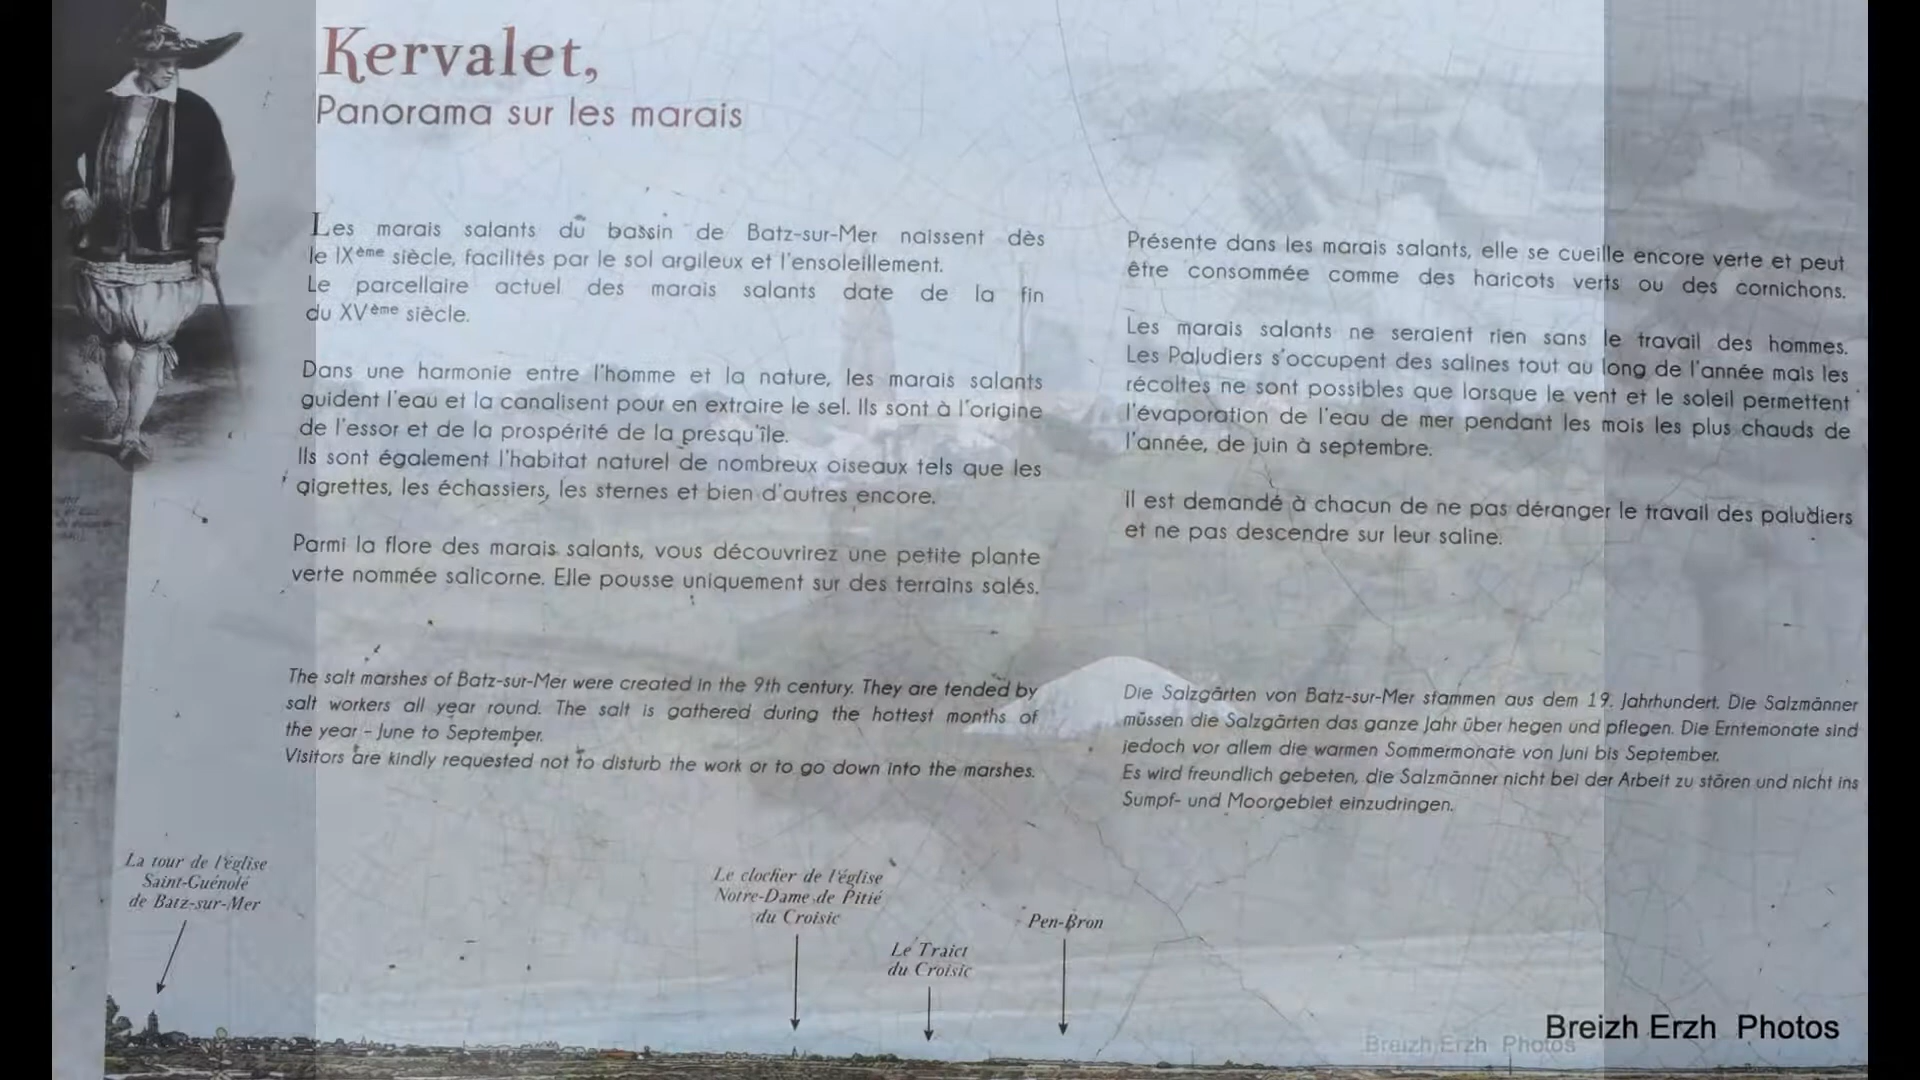 Kervalet,
Panorama sur les marais
Les marais salants du bassin de Batz-sur-Mer naissent dès
le IXème siècle, facilités par le sol argileux et l'ensoleillement.
Le parcellaire actuel des marais salants date de la fin
du XVème siècle.
Dans une harmonie entre l'homme et la nature, les marais salants
guident l'eau et la canalisent pour en extraire le sel. Ils sont à l'origine
de l'essor et de la prospérité de la presqu'île.
Ils sont également l'habitat naturel de nombreux oiseaux tels que les
aigrettes, les échassiers, les sternes et bien d'autres encore.
Parmi la flore des marais salants, vous découvrirez une petite plante
verte nommée salicorne. Elle pousse uniquement sur des terrains salés.
Présente dans les marais salants, elle se cueille encore verte et peut
être consommée comme des haricots verts ou des cornichons.
Les marais salants ne seraient rien sans le travail des hommes.
Les Paludiers s'occupent des salines tout au long de l'année mais les
récoltes ne sont possibles que lorsque le vent et le soleil permettent
l'évaporation de l'eau de mer pendant les mois les plus chauds de
l'année, de juin à septembre.
Il est demandé à chacun de ne pas déranger le travail des paludiers
et ne pas descendre sur leur saline.
The salt marshes of Batz-sur-Mer were created in the 9th century. They are tended by
salt workers all year round. The salt is gathered during the hottest months of
the year - June to September.
Visitors are kindly requested not to disturb the work or to go down into the marshes.
Die Salzgärten von Batz-sur-Mer stammen aus dem 19. Jahrhundert. Die Salzmänner
müssen die Salzgärten das ganze Jahr über hegen und pflegen. Die Erntemonate sind
jedoch vor allem die warmen Sommermonate von Juni bis September.
Es wird freundlich gebeten, die Salzmänner nicht bei der Arbeit zu stören und nicht ins
Sumpf- und Moorgebiet einzudringen.
La tour de l'église
Saint-Guénolé
de Batz-sur-Mer
Le clocher de l'église
Notre-Dame de Pitié
du Croisic
Le Traict
du Croisic
Pen-Bron
Breizh Erzh Photos
Breizh Erzh Photos